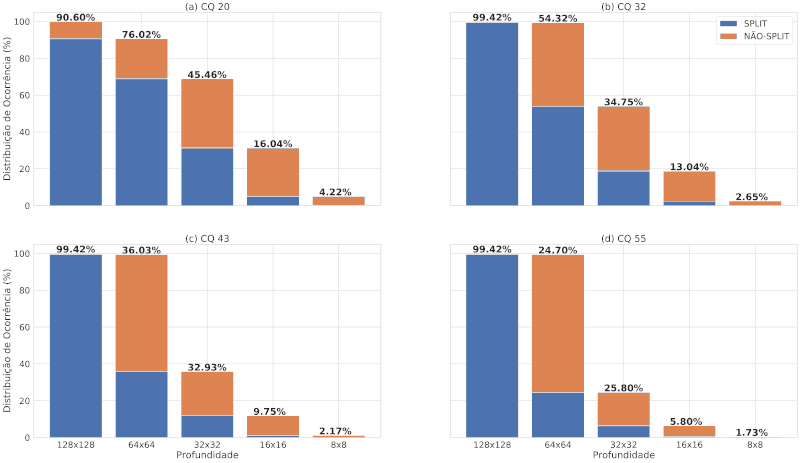 (a) CQ 20
Distribuição de Ocorrência (%)
100
80
60
40
20
0
90.60%
76.02%
45.46%
16.04%
4.22%
(b) CQ 32
SPLIT
NÃO-SPLIT
99.42%
54.32%
34.75%
13.04%
2.65%
(c) CQ 43
Distribuição de Ocorrência (%)
100
80
60
40
20
0
99.42%
36.03%
32.93%
9.75%
2.17%
128x128
64x64
32x32
16x16
8x8
Profundidade
(d) CQ 55
99.42%
24.70%
25.80%
5.80%
1.73%
128x128
64x64
32x32
16x16
8x8
Profundidade